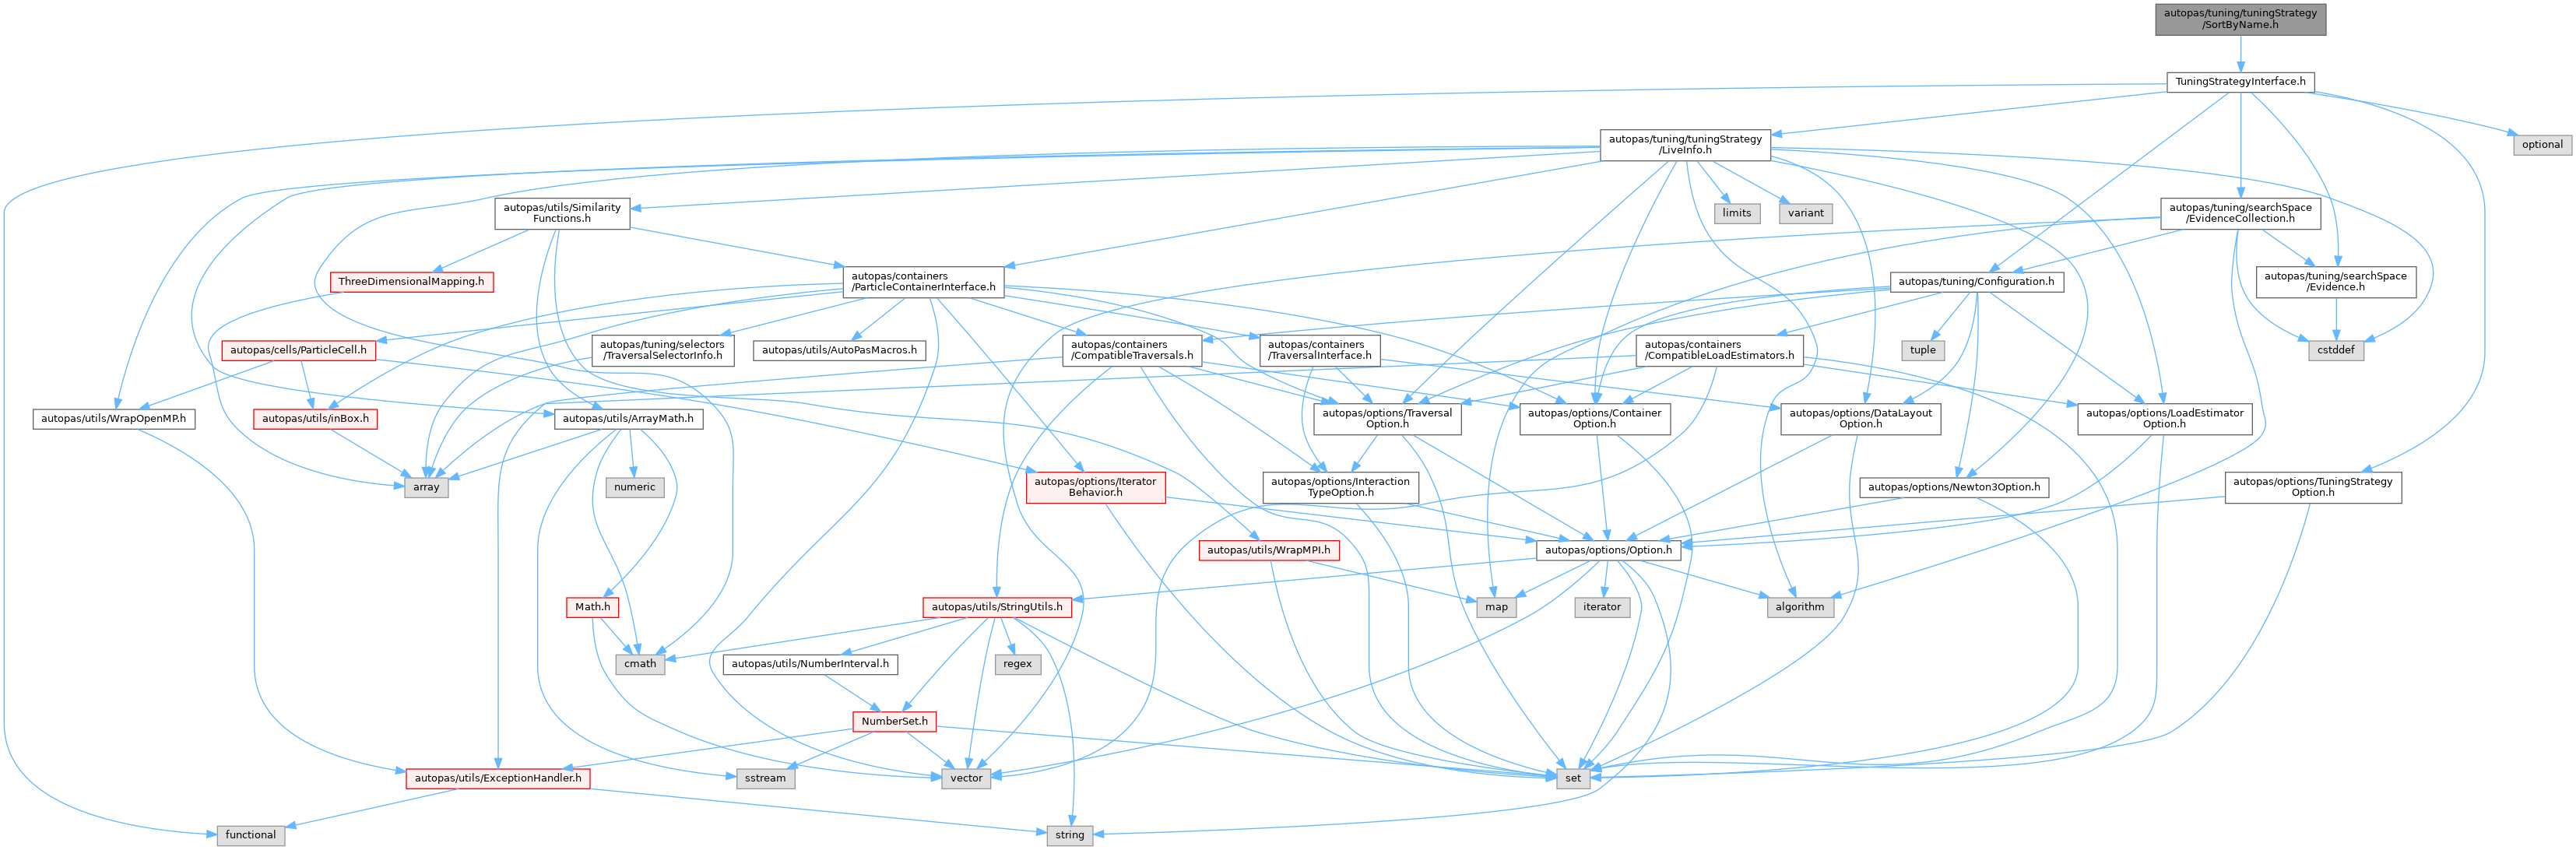 autopas/tuning/tuningStrategy
/SortByName.h
TuningStrategyInterface.h
autopas/tuning/tuningStrategy
/LiveInfo.h
optional
autopas/utils/Similarity
Functions.h
limits
variant
autopas/tuning/searchSpace
/EvidenceCollection.h
ThreeDimensionalMapping.h
autopas/containers
/ParticleContainerInterface.h
autopas/tuning/Configuration.h
autopas/tuning/searchSpace
/Evidence.h
autopas/cells/ParticleCell.h
autopas/tuning/selectors
/TraversalSelectorInfo.h
autopas/utils/AutoPasMacros.h
autopas/containers
/CompatibleTraversals.h
autopas/containers
/TraversalInterface.h
autopas/containers
/CompatibleLoadEstimators.h
tuple
cstddef
autopas/utils/WrapOpenMP.h
autopas/utils/inBox.h
autopas/utils/ArrayMath.h
autopas/options/Traversal
Option.h
autopas/options/Container
Option.h
autopas/options/DataLayout
Option.h
autopas/options/LoadEstimator
Option.h
array
numeric
autopas/options/Iterator
Behavior.h
autopas/options/Interaction
TypeOption.h
autopas/options/Newton3Option.h
autopas/options/TuningStrategy
Option.h
autopas/utils/WrapMPI.h
autopas/options/Option.h
Math.h
autopas/utils/StringUtils.h
map
iterator
algorithm
cmath
autopas/utils/NumberInterval.h
regex
NumberSet.h
autopas/utils/ExceptionHandler.h
sstream
vector
set
functional
string